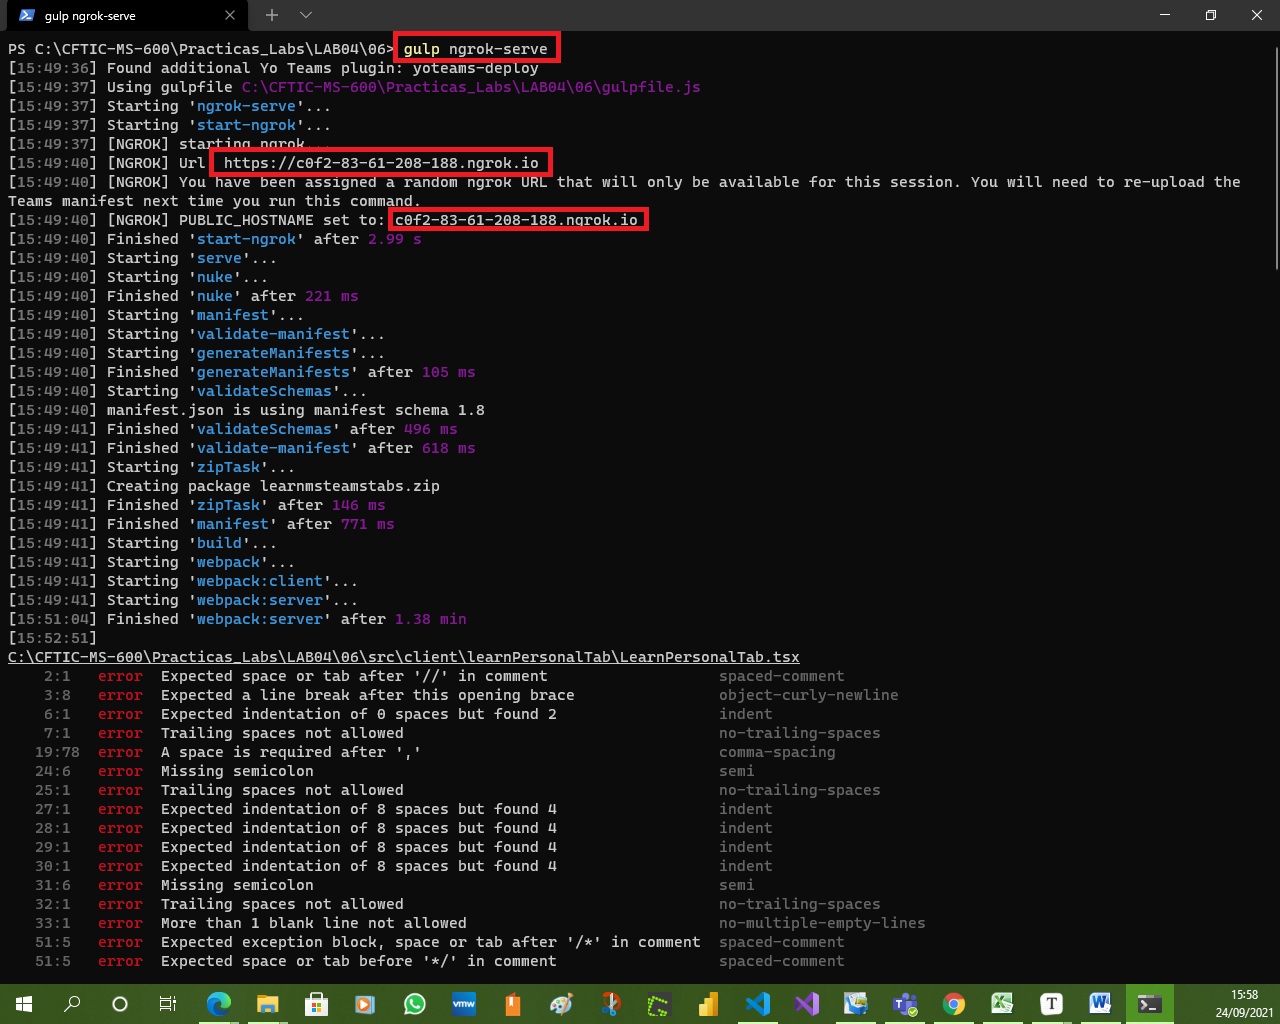 gulp ngrok-serve
PS C:\CFTIC-MS-600\Practicas_Labs\LAB04\06> gulp ngrok-serve
[15:49:36] Found additional Yo Teams plugin: yoteams-deploy
[15:49:37] Using gulpfile C:\CFTIC-MS-600\Practicas_Labs\LAB04\06\gulpfile.js
[15:49:37] Starting 'ngrok-serve'...
[15:49:37] Starting 'start-ngrok'...
[15:49:37] [NGROK] starting ngrok...
[15:49:40] [NGROK] Url https://c0f2-83-61-208-188.ngrok.io
[15:49:40] [NGROK] You have been assigned a random ngrok URL that will only be available for this session. You will need to re-upload the
Teams manifest next time you run this command.
[15:49:40] [NGROK] PUBLIC_HOSTNAME set to: c0f2-83-61-208-188.ngrok.io
[15:49:40] Finished 'start-ngrok' after 2.99 s
[15:49:40] Starting 'serve'...
[15:49:40] Starting 'nuke'...
[15:49:40] Finished 'nuke' after 221 ms
[15:49:40] Starting 'manifest'...
[15:49:40] Starting 'validate-manifest'...
[15:49:40] Starting 'generateManifests'...
[15:49:40] Finished 'generateManifests' after 105 ms
[15:49:40] Starting 'validateSchemas'...
[15:49:40] manifest.json is using manifest schema 1.8
[15:49:41] Finished 'validateSchemas' after 496 ms
[15:49:41] Finished 'validate-manifest' after 618 ms
[15:49:41] Starting 'zipTask'...
[15:49:41] Creating package learnmsteamstabs.zip
[15:49:41] Finished 'zipTask' after 146 ms
[15:49:41] Finished 'manifest' after 771 ms
[15:49:41] Starting 'build'...
[15:49:41] Starting 'webpack'...
[15:49:41] Starting 'webpack:client'...
[15:49:41] Starting 'webpack:server'...
[15:51:04] Finished 'webpack:server' after 1.38 min
[15:52:51]
C:\CFTIC-MS-600\Practicas_Labs\LAB04\06\src\client\learnPersonalTab\LearnPersonalTab.tsx
2:1 error Expected space or tab after '//' in comment spaced-comment
3:8 error Expected a line break after this opening brace object-curly-newline
6:1 error Expected indentation of 0 spaces but found 2 indent
7:1 error Trailing spaces not allowed no-trailing-spaces
19:78 error A space is required after ',' comma-spacing
24:6 error Missing semicolon semi
25:1 error Trailing spaces not allowed no-trailing-spaces
27:1 error Expected indentation of 8 spaces but found 4 indent
28:1 error Expected indentation of 8 spaces but found 4 indent
29:1 error Expected indentation of 8 spaces but found 4 indent
30:1 error Expected indentation of 8 spaces but found 4 indent
31:6 error Missing semicolon semi
32:1 error Trailing spaces not allowed no-trailing-spaces
33:1 error More than 1 blank line not allowed no-multiple-empty-lines
51:5 error Expected exception block, space or tab after '/*' in comment spaced-comment
51:5 error Expected space or tab before '*/' in comment spaced-comment
vmw
T
15:58
24/09/2021